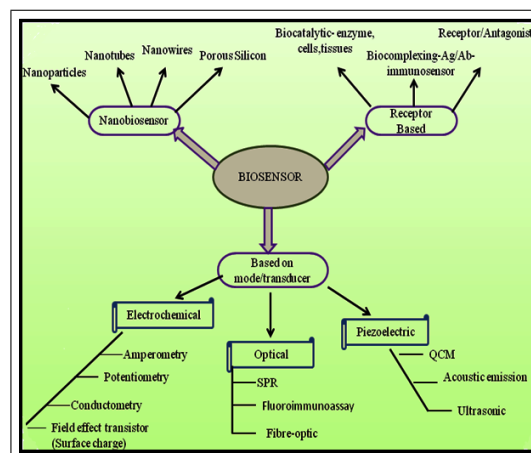 Nanoparticles
Nanotubes
Nanowires
Porous Silicon
Nanobiosensor
Biocatalytic- enzyme,
cells,tissues
Biocomplexing-Ag/Ab-
immunosensor
Receptor/Antagonist
Receptor
Based
BIOSENSOR
Based on
mode/transducer
Electrochemical
Amperometry
Potentiometry
Conductometry
Field effect transistor
(Surface charge)
Optical
SPR
Fluoroimmunoassay
Fibre-optic
Piezoelectric
QCM
Acoustic emission
Ultrasonic